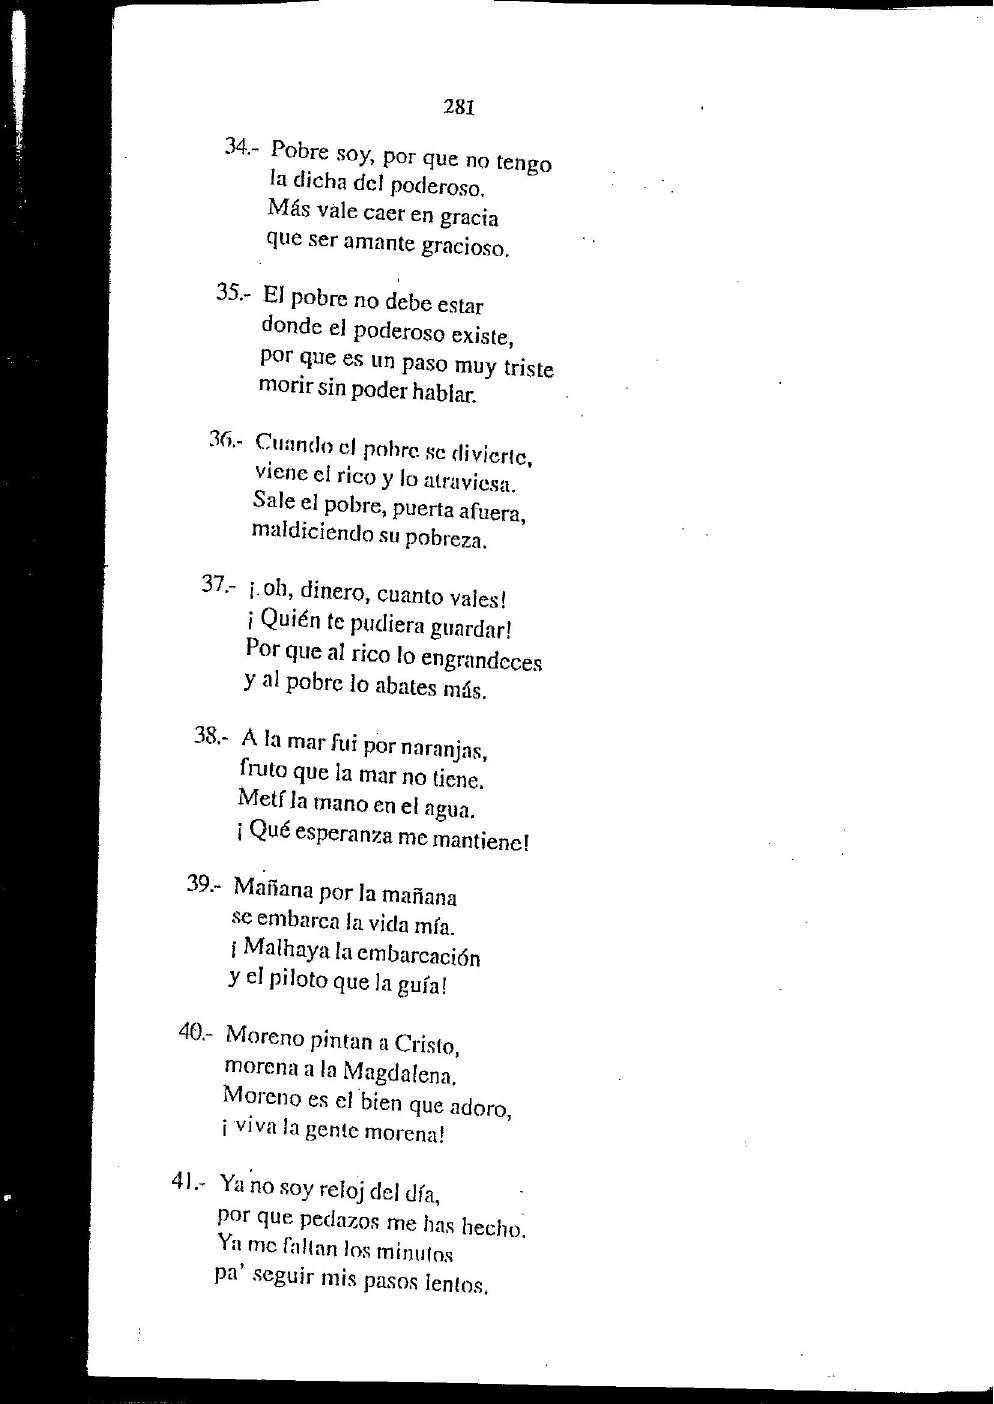 281
34.- Pobre soy, por que no tengo
la dicha del poderoso.
Más vale caer en gracia
que ser amante gracioso.
35.- El pobre no debe estar
donde el poderoso existe,
por que es un paso muy triste
morir sin poder hablar.
36.- Cuando el pobre se divierte,
viene el rico y lo atraviesa.
Sale el pobre, puerta afuera,
maldiciendo su pobreza.
37.- ¡.oh, dinero, cuanto vales!
¡ Quién te pudiera guardar!
Por que al rico lo engrandeces
y al pobre lo abates más.
38.- A la mar fui por naranjas,
fruto que la mar no tiene.
Metí la mano en el agua.
¡ Qué esperanza me mantiene!
39.- Mañana por la mañana
se embarca la vida mía.
¡ Malhaya la embarcación
y el piloto que la guía!
40.- Moreno pintan a Cristo,
morena a la Magdalena.
Moreno es el bien que adoro,
¡ viva la gente morena!
41.- Ya no soy reloj del día,
por que pedazos me has hecho.
Ya me faltan los minutos
pa' seguir mis pasos lentos.